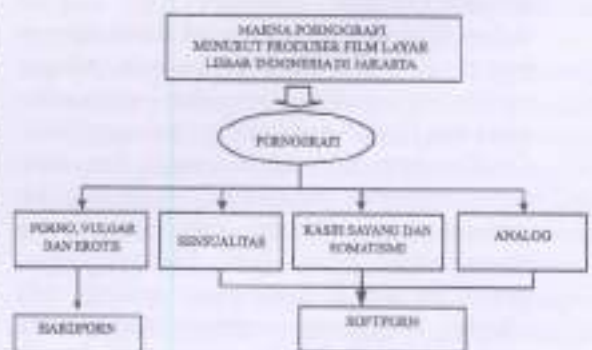 MAKNA PORNOGRAFI
MENURUT PRODUSER FILM LAYAR
LEBAR INDONESIA DI JAKARTA
PORNOGRAFI
PORNO, VULGAR
DAN EROTIS
SENSUALITAS
KASIH SAYANG DAN
ROMATISME
ANALOG
HARDPORN
SOFTPORN